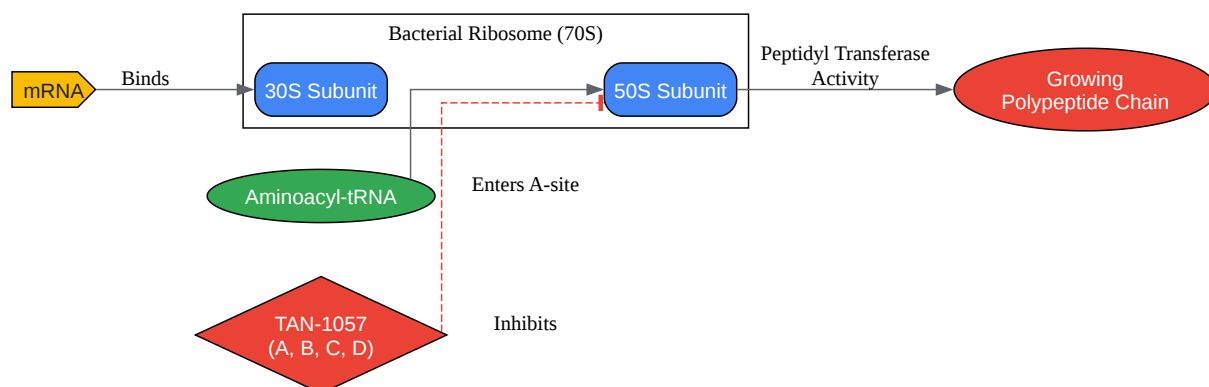 Bacterial Ribosome (70S)
mRNA
Binds
30S Subunit
50S Subunit
Peptidyl Transferase
Activity
Growing
Polypeptide Chain
Aminoacyl-tRNA
Enters A-site
TAN-1057
(A, B, C, D)
Inhibits